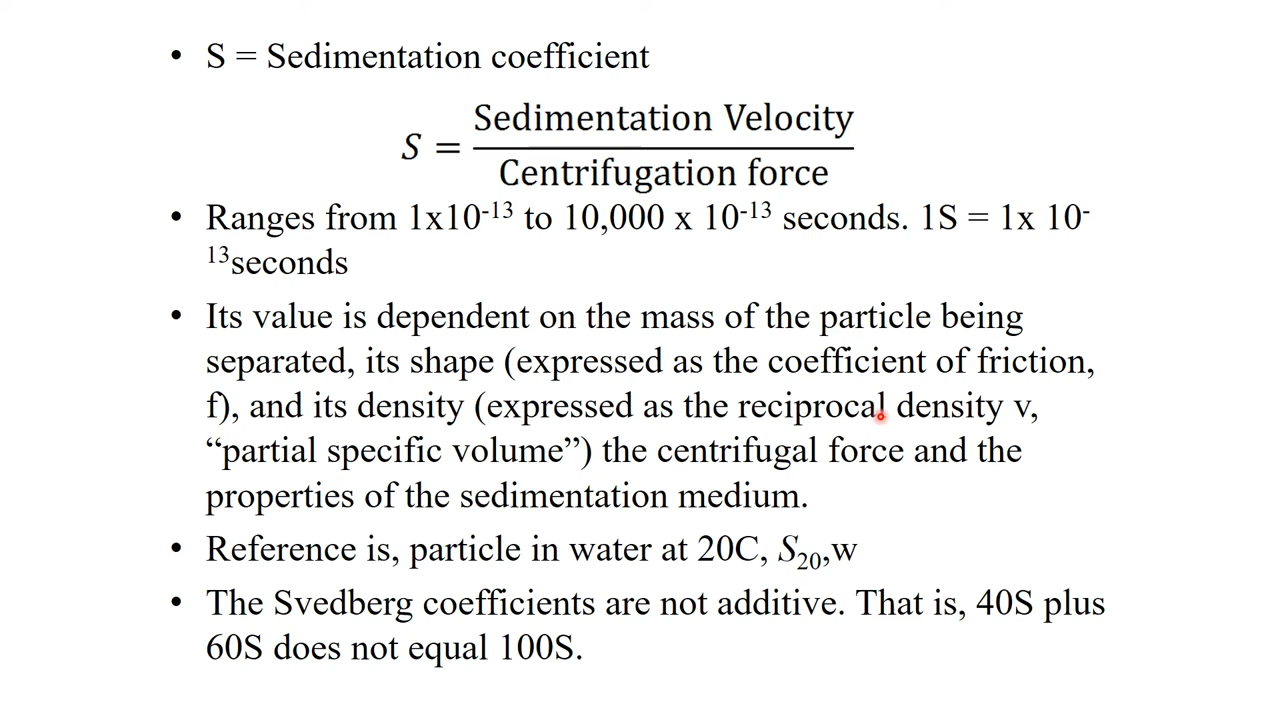 • S = Sedimentation coefficient
S = Sedimentation Velocity / Centrifugation force
• Ranges from 1x10⁻¹³ to 10,000 x 10⁻¹³ seconds. 1S = 1x 10⁻
¹³seconds
• Its value is dependent on the mass of the particle being
separated, its shape (expressed as the coefficient of friction,
f), and its density (expressed as the reciprocal density v,
“partial specific volume”) the centrifugal force and the
properties of the sedimentation medium.
• Reference is, particle in water at 20C, S₂₀,w
• The Svedberg coefficients are not additive. That is, 40S plus
60S does not equal 100S.